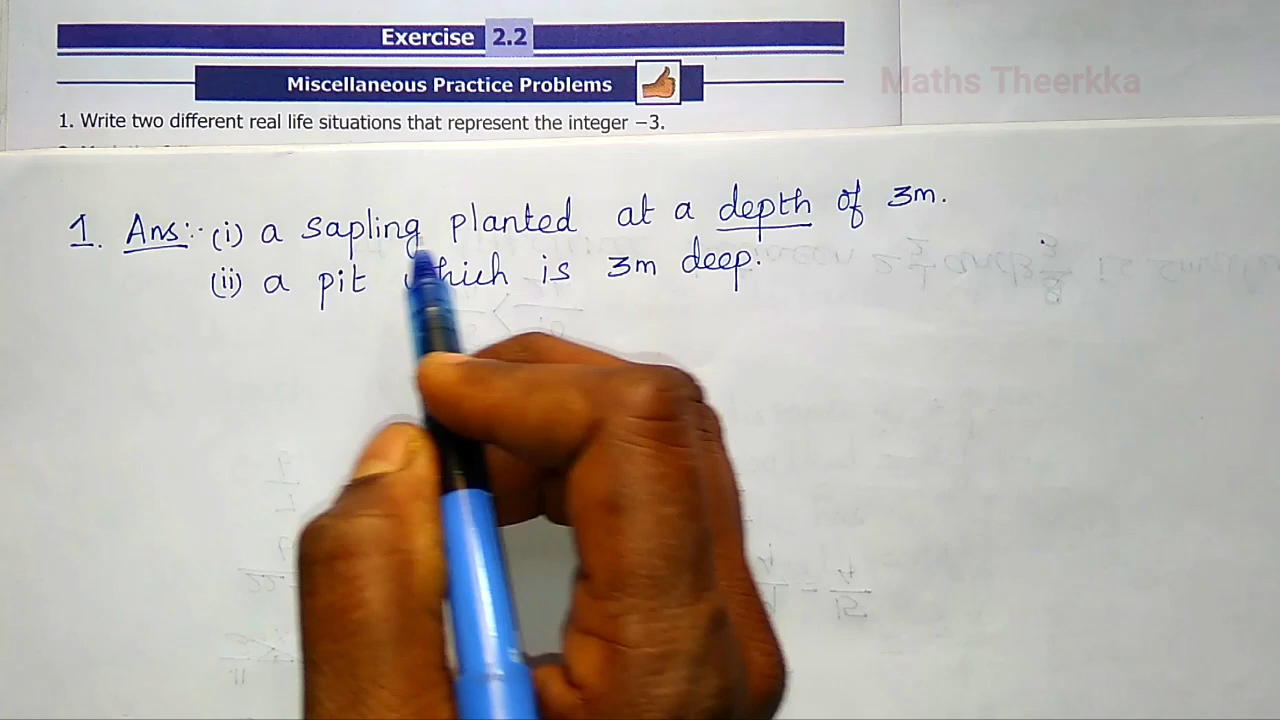 Exercise 2.2
Miscellaneous Practice Problems
Maths Theerkka
1. Write two different real life situations that represent the integer −3.
1. Ans:- (i) a sapling planted at a depth of 3m.
(ii) a pit which is 3m deep.